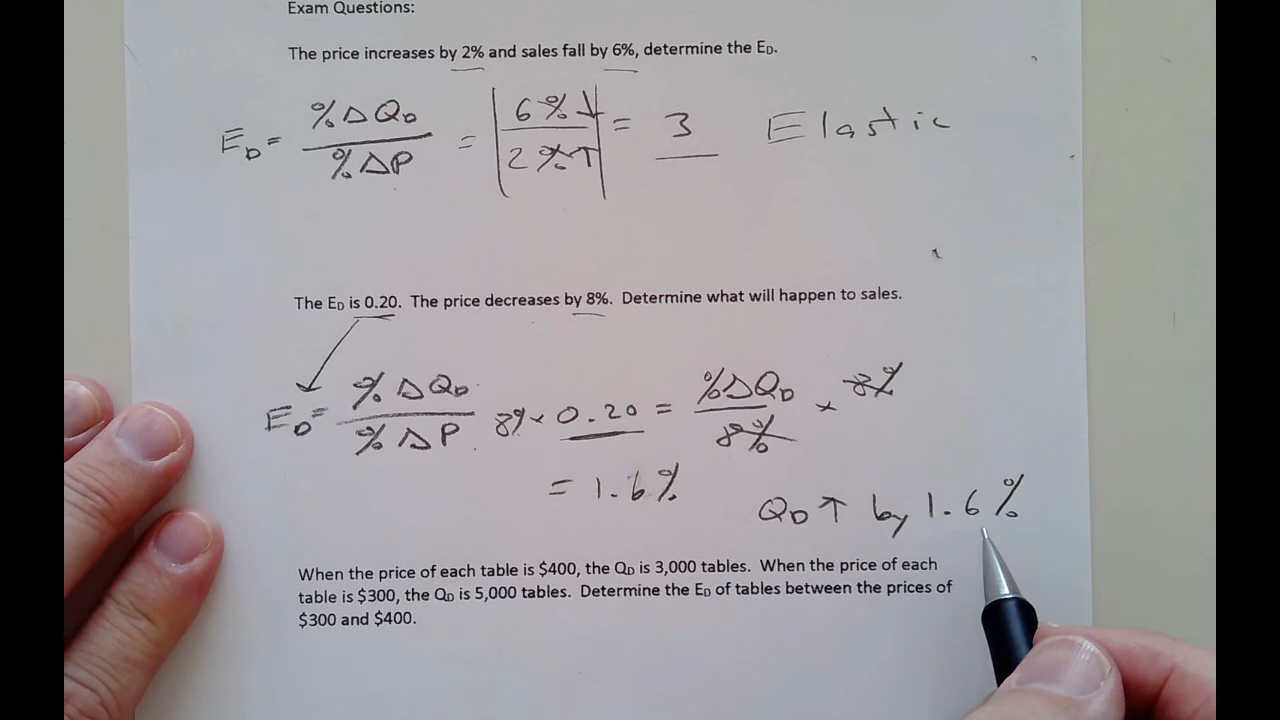 Exam Questions:
The price increases by 2% and sales fall by 6%, determine the ED.
ED = %ΔQD / %ΔP = | 6%↓ / 2%↑ | = 3 Elastic
The ED is 0.20. The price decreases by 8%. Determine what will happen to sales.
ED = %ΔQD / %ΔP 8% × 0.20 = %ΔQD / 8% × 8%
= 1.6%
QD ↑ by 1.6%
When the price of each table is $400, the QD is 3,000 tables. When the price of each
table is $300, the QD is 5,000 tables. Determine the ED of tables between the prices of
$300 and $400.